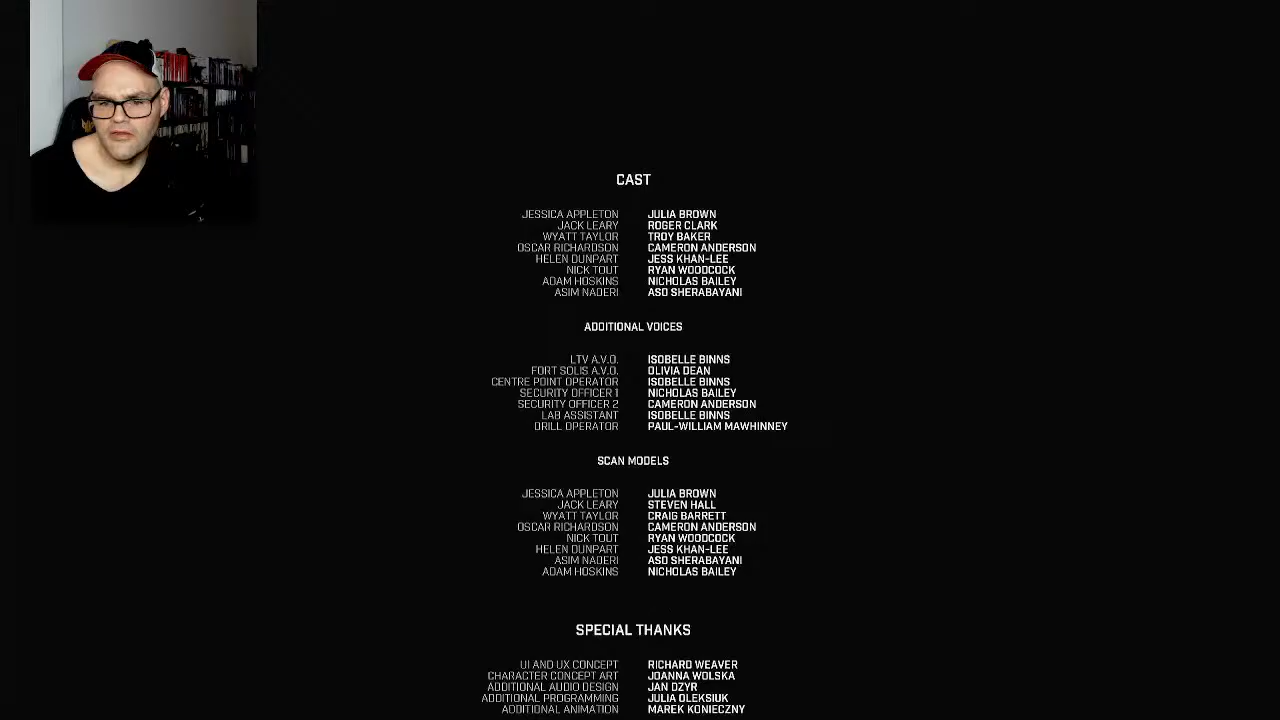 CAST
JESSICA APPLETON JULIA BROWN
JACK LEARY ROGER CLARK
WYATT TAYLOR TROY BAKER
OSCAR RICHARDSON CAMERON ANDERSON
HELEN DUNPART JESS KHAN-LEE
NICK TOUT RYAN WOODCOCK
ADAM HOSKINS NICHOLAS BAILEY
ASIM NADERI ASO SHERABAYANI
ADDITIONAL VOICES
LTV A.V.O. ISOBELLE BINNS
FORT SOLIS A.V.O. OLIVIA DEAN
CENTRE POINT OPERATOR ISOBELLE BINNS
SECURITY OFFICER 1 NICHOLAS BAILEY
SECURITY OFFICER 2 CAMERON ANDERSON
LAB ASSISTANT ISOBELLE BINNS
DRILL OPERATOR PAUL-WILLIAM MAWHINNEY
SCAN MODELS
JESSICA APPLETON JULIA BROWN
JACK LEARY STEVEN HALL
WYATT TAYLOR CRAIG BARRETT
OSCAR RICHARDSON CAMERON ANDERSON
NICK TOUT RYAN WOODCOCK
HELEN DUNPART JESS KHAN-LEE
ASIM NADERI ASO SHERABAYANI
ADAM HOSKINS NICHOLAS BAILEY
SPECIAL THANKS
UI AND UX CONCEPT RICHARD WEAVER
CHARACTER CONCEPT ART JOANNA WOLSKA
ADDITIONAL AUDIO DESIGN JAN DZYR
ADDITIONAL PROGRAMMING JULIA OLEKSIUK
ADDITIONAL ANIMATION MAREK KONIECZNY